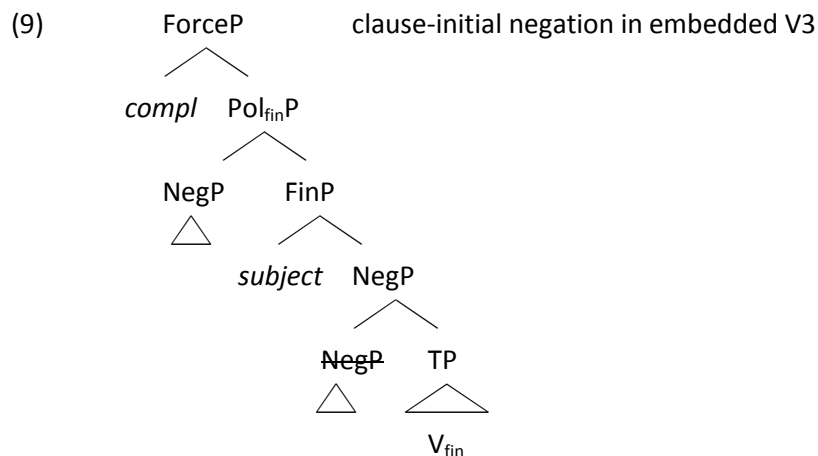 (9) ForceP clause-initial negation in embedded V3
compl PolfinP
NegP FinP
subject NegP
NegP TP
Vfin